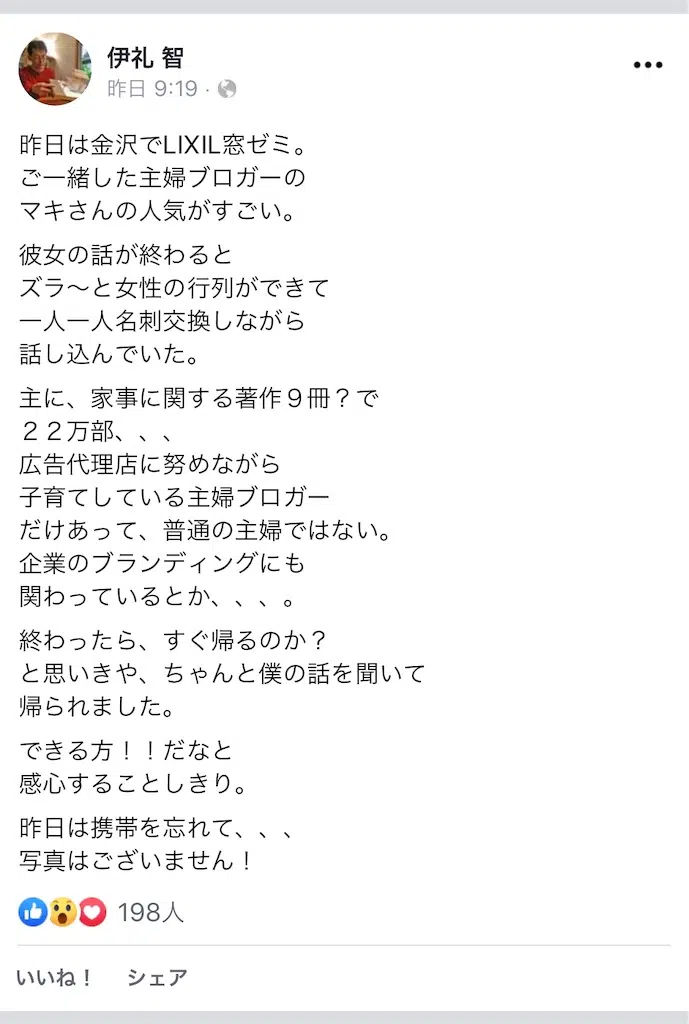 伊礼 智
昨日 9:19 ·
昨日は金沢でLIXIL窓ゼミ。
ご一緒した主婦ブロガーの
マキさんの人気がすごい。
彼女の話が終わると
ズラ〜と女性の行列ができて
一人一人名刺交換しながら
話し込んでいた。
主に、家事に関する著作９冊？で
２２万部、、、
広告代理店に努めながら
子育てしている主婦ブロガー
だけあって、普通の主婦ではない。
企業のブランディングにも
関わっているとか、、、。
終わったら、すぐ帰るのか？
と思いきや、ちゃんと僕の話を聞いて
帰られました。
できる方！！だなと
感心することしきり。
昨日は携帯を忘れて、、、
写真はございません！
198人
いいね！ シェア